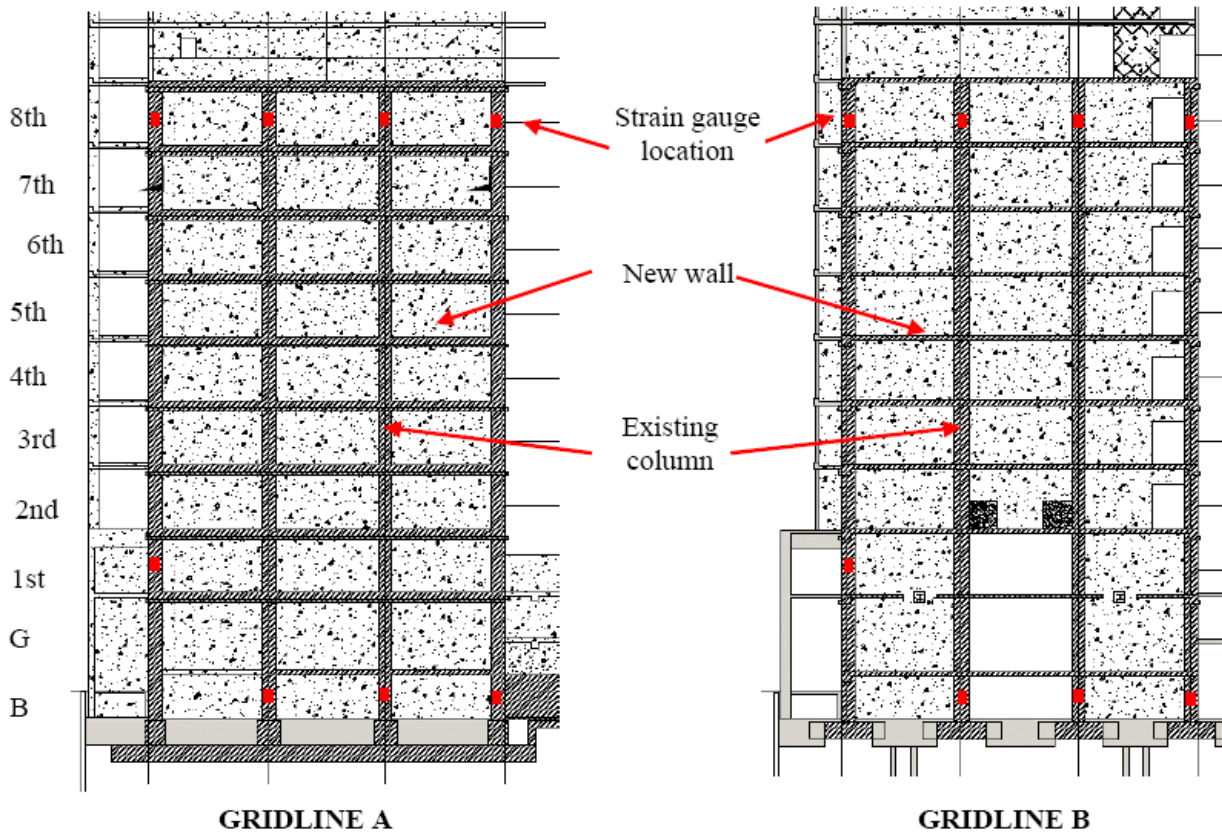 8th
7th
6th
5th
4th
3rd
2nd
1st
G
B
Strain gauge
location
New wall
Existing
column
GRIDLINE A
GRIDLINE B